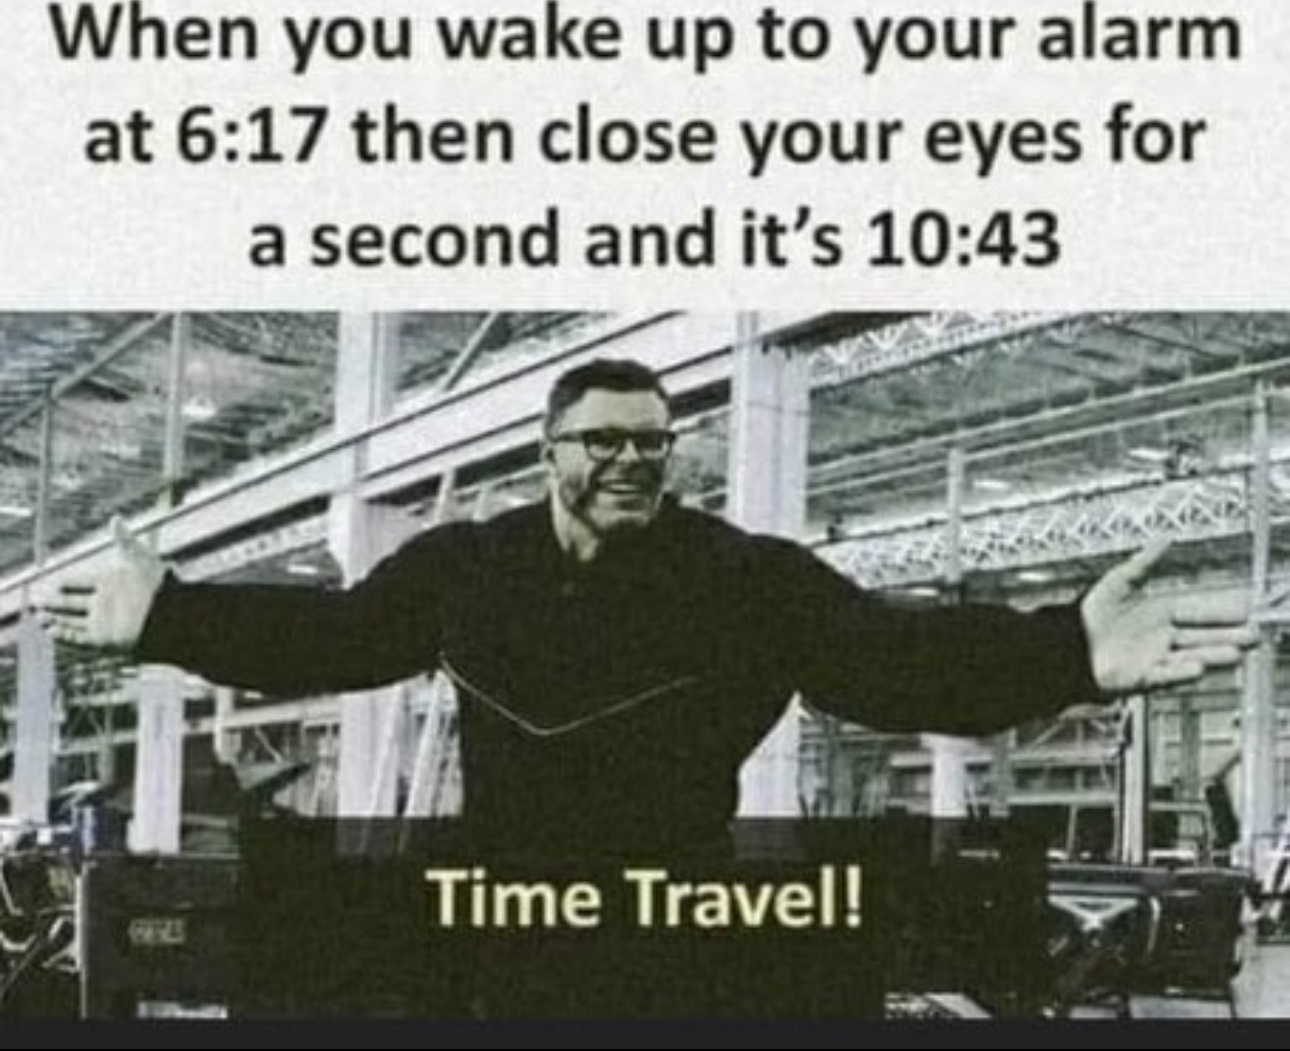 When you wake up to your alarm
at 6:17 then close your eyes for
a second and it’s 10:43
Time Travel!